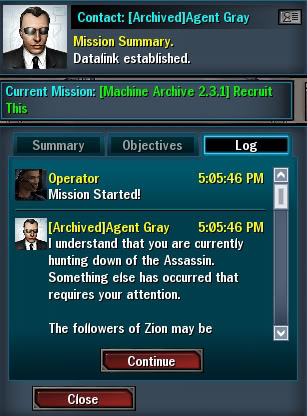 Contact: [Archived]Agent Gray
Mission Summary.
Datalink established.
Current Mission: [Machine Archive 2.3.1] Recruit
This
Summary
Objectives
Log
Operator 5:05:46 PM
Mission Started!
[Archived]Agent Gray 5:05:46 PM
I understand that you are currently
hunting down of the Assassin.
Something else has occurred that
requires your attention.
The followers of Zion may be
Continue
Close